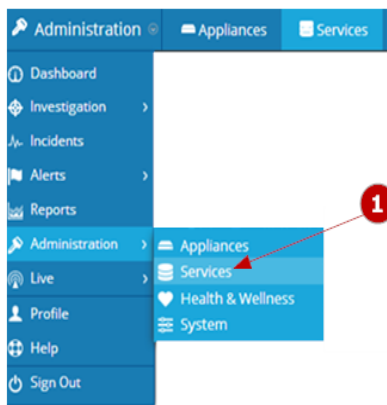 Administration Appliances Services
Dashboard
Investigation
Incidents
Alerts
Reports
Administration
Live
Profile
Help
Sign Out
1
Appliances
Services
Health & Wellness
System